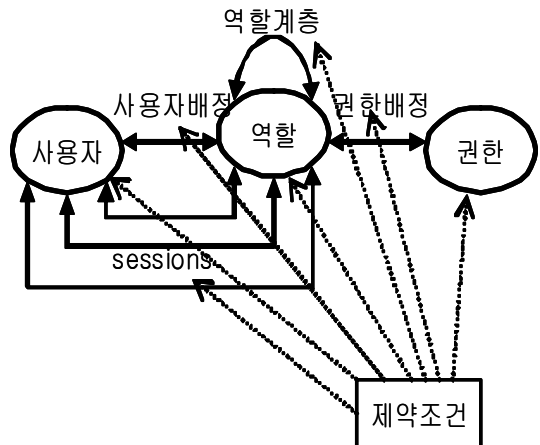 역할계층
사용자배정
권한배정
사용자
역할
권한
sessions
제약조건